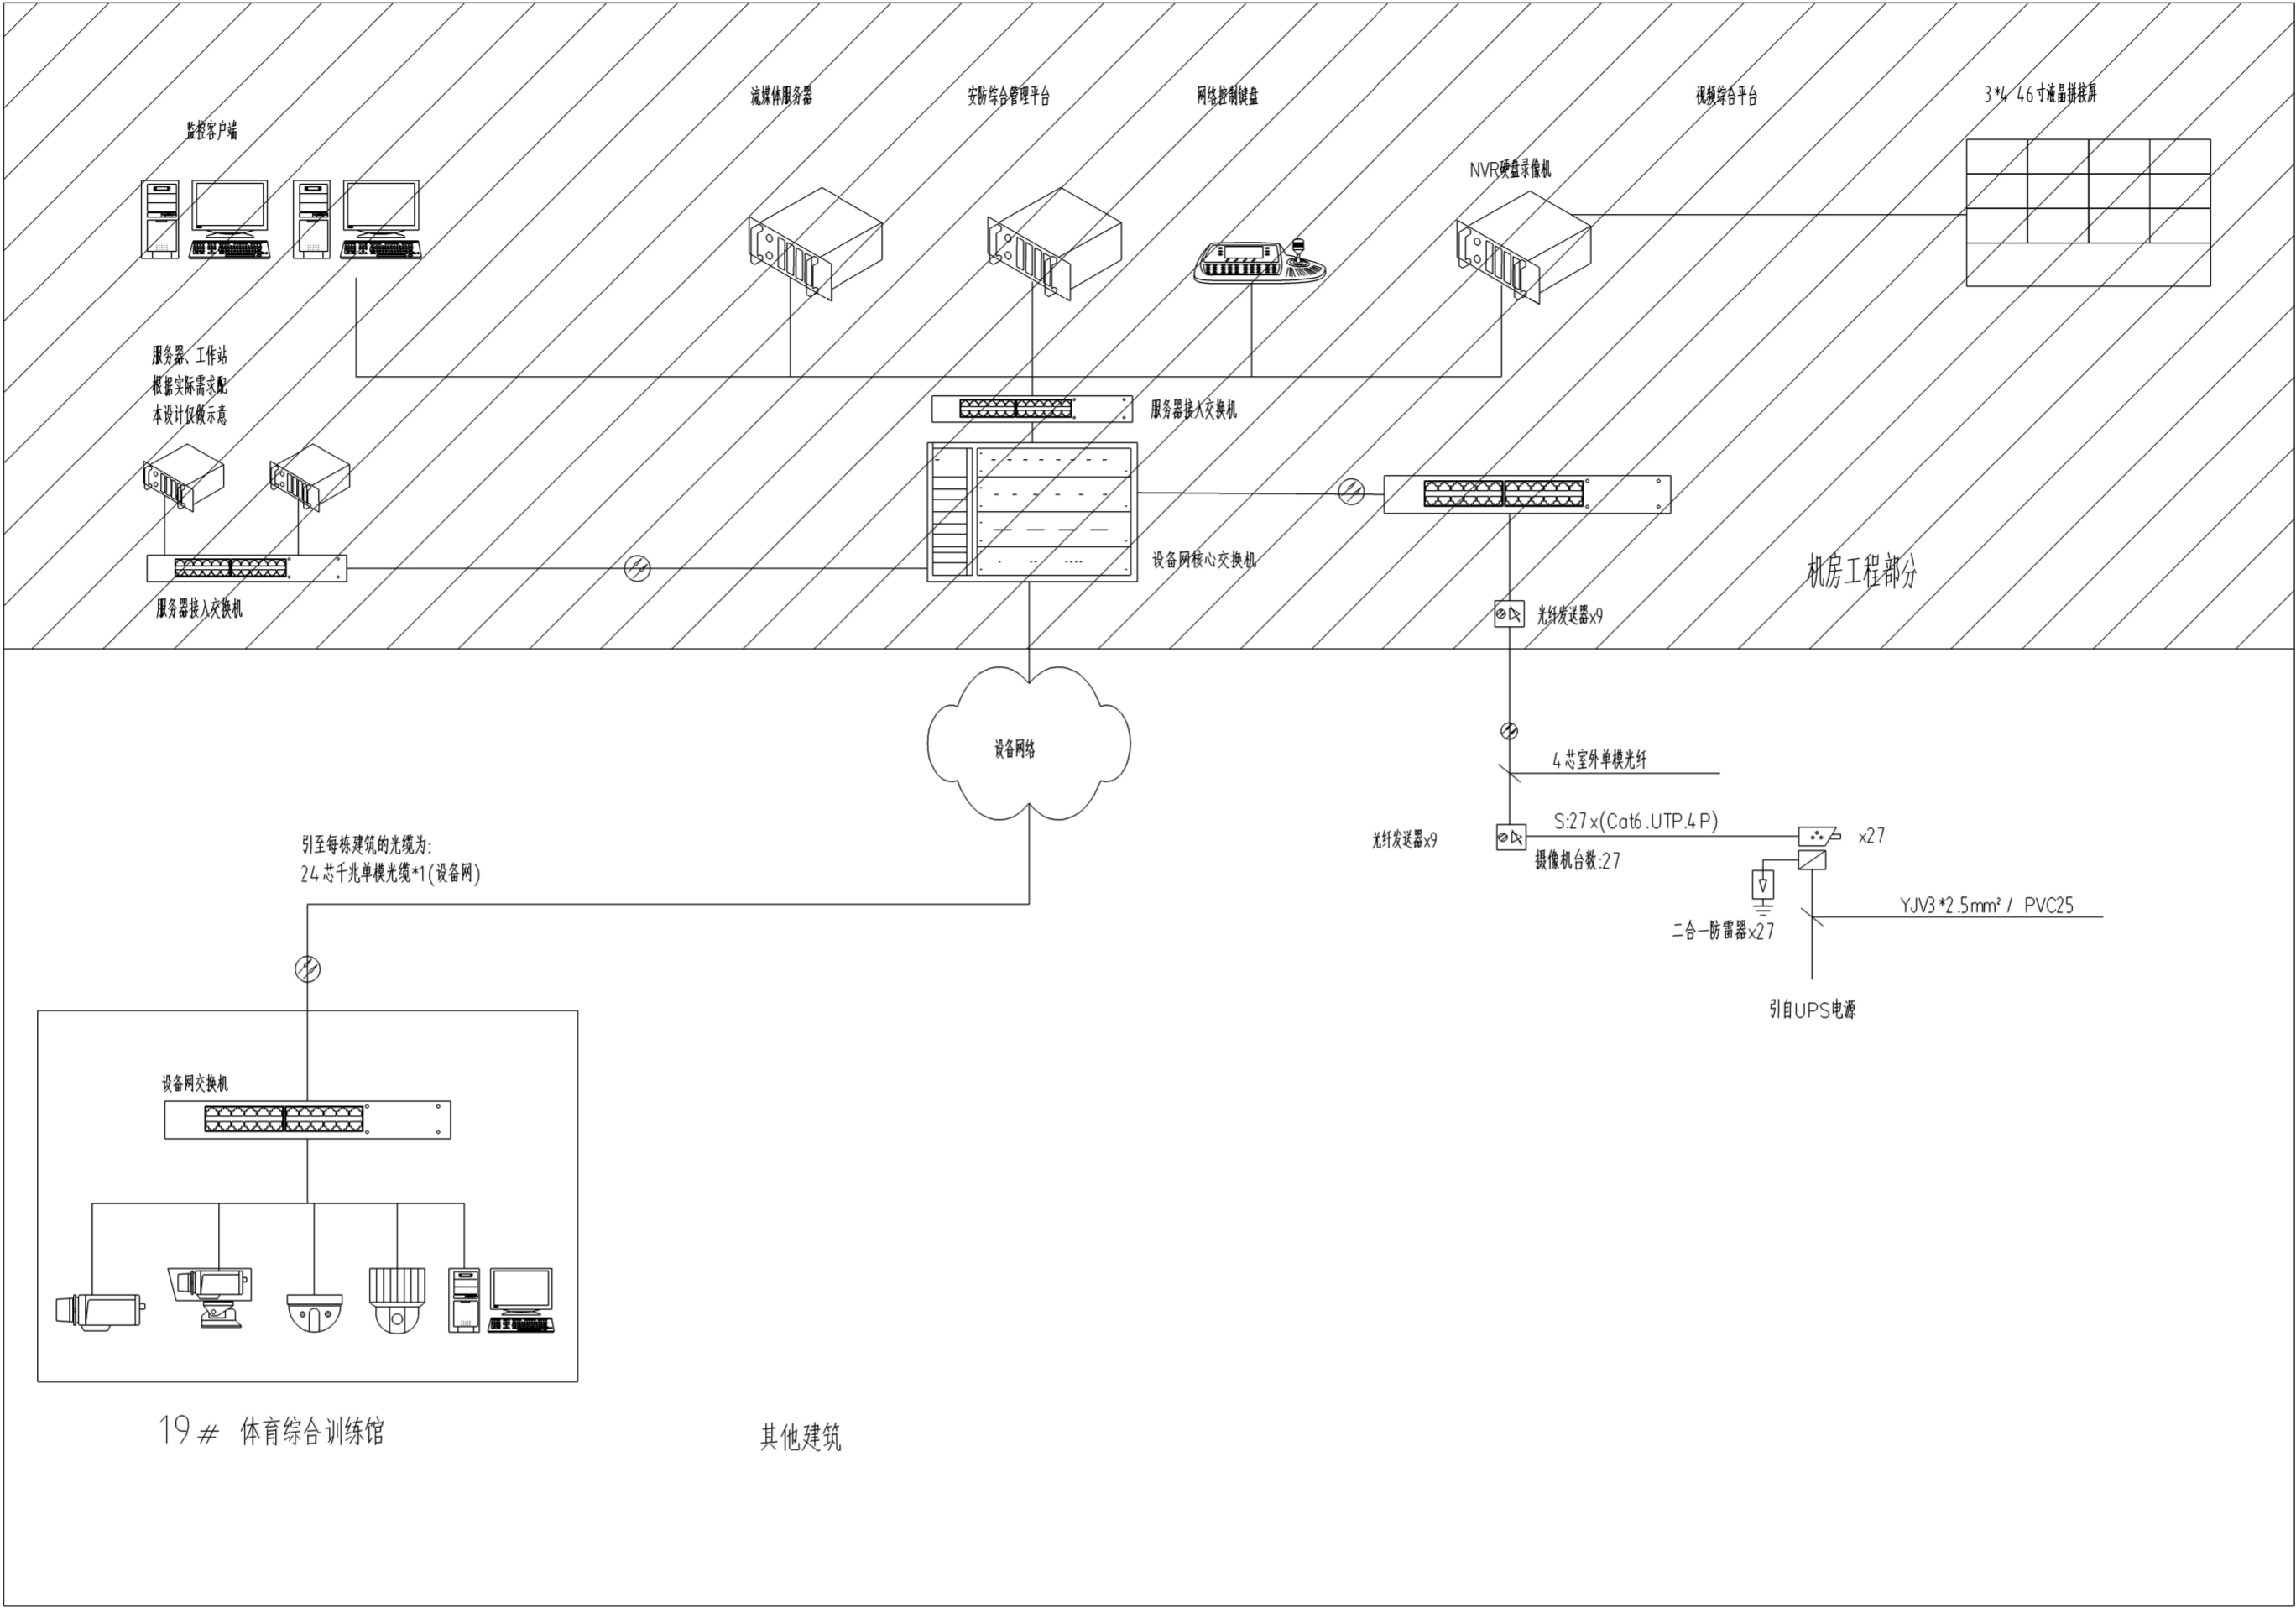 流媒体服务器
安防综合管理平台
网络控制键盘
视频综合平台
3*4 46寸液晶拼接屏
监控客户端
NVR硬盘录像机
服务器、工作站
根据实际需求配
本设计仅做示意
服务器接入交换机
设备网核心交换机
机房工程部分
服务器接入交换机
光纤发送器x9
设备网络
4芯室外单模光纤
引至每栋建筑的光缆为:
24芯千兆单模光缆*1(设备网)
光纤发送器x9
S:27x(Cat6.UTP.4P)
x27
摄像机台数:27
YJV3*2.5mm² / PVC25
二合一防雷器x27
引自UPS电源
设备网交换机
19# 体育综合训练馆
其他建筑